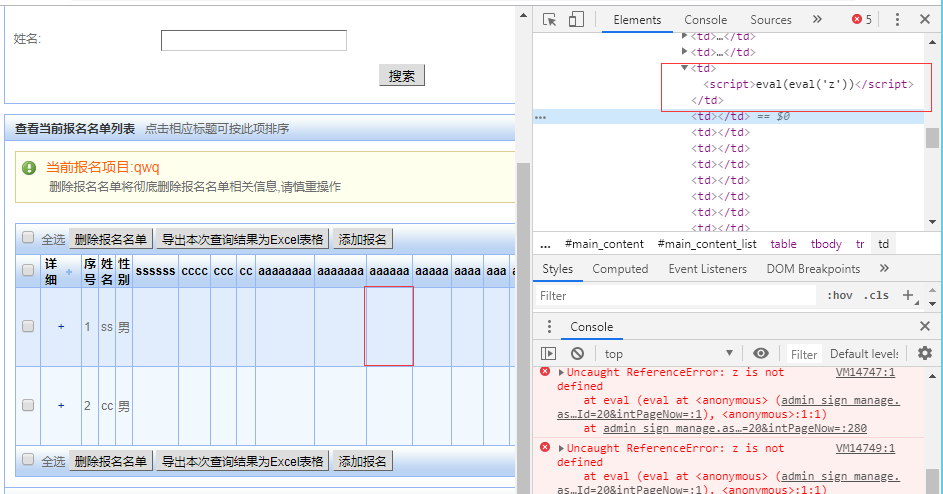 姓名:
搜索
查看当前报名名单列表 点击相应标题可按此项排序
当前报名项目:qwq
删除报名名单将彻底删除报名名单相关信息,请慎重操作
全选 删除报名名单 导出本次查询结果为Excel表格 添加报名
详细 序号 姓名 性别 ssssss cccc ccc cc aaaaaaaa aaaaaaa aaaaaa aaaaa aaaa aaa
+ 1 ss 男
+ 2 cc 男
全选 删除报名名单 导出本次查询结果为Excel表格 添加报名
Elements Console Sources » 5
<td>…</td>
<td>…</td>
<td>
<script>eval(eval('z'))</script>
</td>
<td></td> == $0
<td></td>
<td></td>
<td></td>
<td></td>
<td></td>
<td></td>
<td></td>
... #main_content #main_content_list table tbody tr td
Styles Computed Event Listeners DOM Breakpoints »
Filter :hov .cls +
Console
top Filter Default levels
Uncaught ReferenceError: z is not VM14747:1
defined
at eval (eval at <anonymous> (admin_sign_manage.
as…Id=20&intPageNow=:1), <anonymous>:1:1)
at admin_sign_manage.as…=20&intPageNow=:280
Uncaught ReferenceError: z is not VM14749:1
defined
at eval (eval at <anonymous> (admin_sign_manage.
as…Id=20&intPageNow=:1), <anonymous>:1:1)